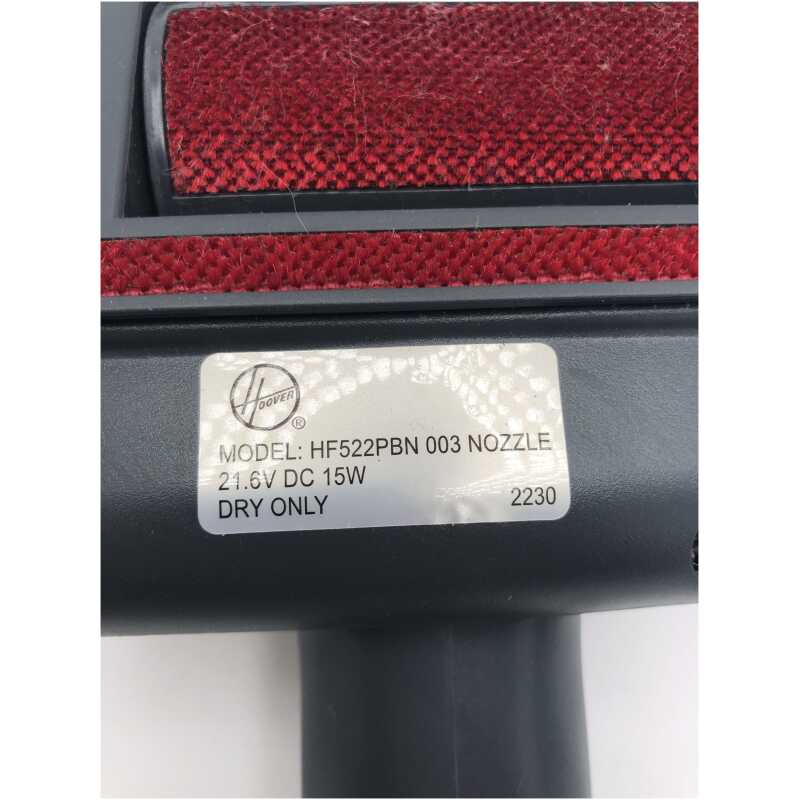 HOOVER
®
MODEL: HF522PBN 003 NOZZLE
21.6V DC 15W
DRY ONLY 2230